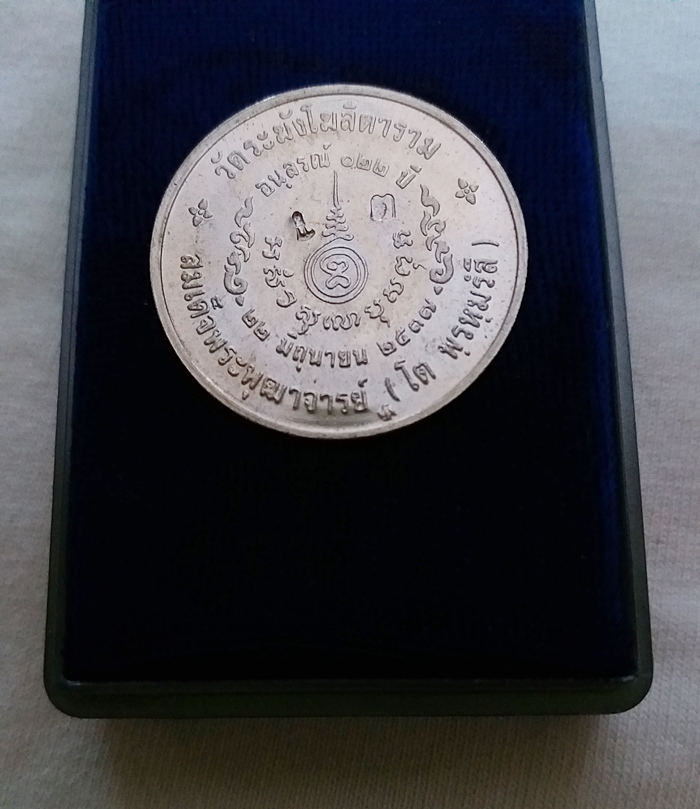 วัดระฆังโฆสิตาราม
อนุสรณ์ ๑๒๒ ปี
๒๒ มิถุนายน ๒๕๓๗
สมเด็จพระพุฒาจารย์ (โต พฺรหฺมรํสี)